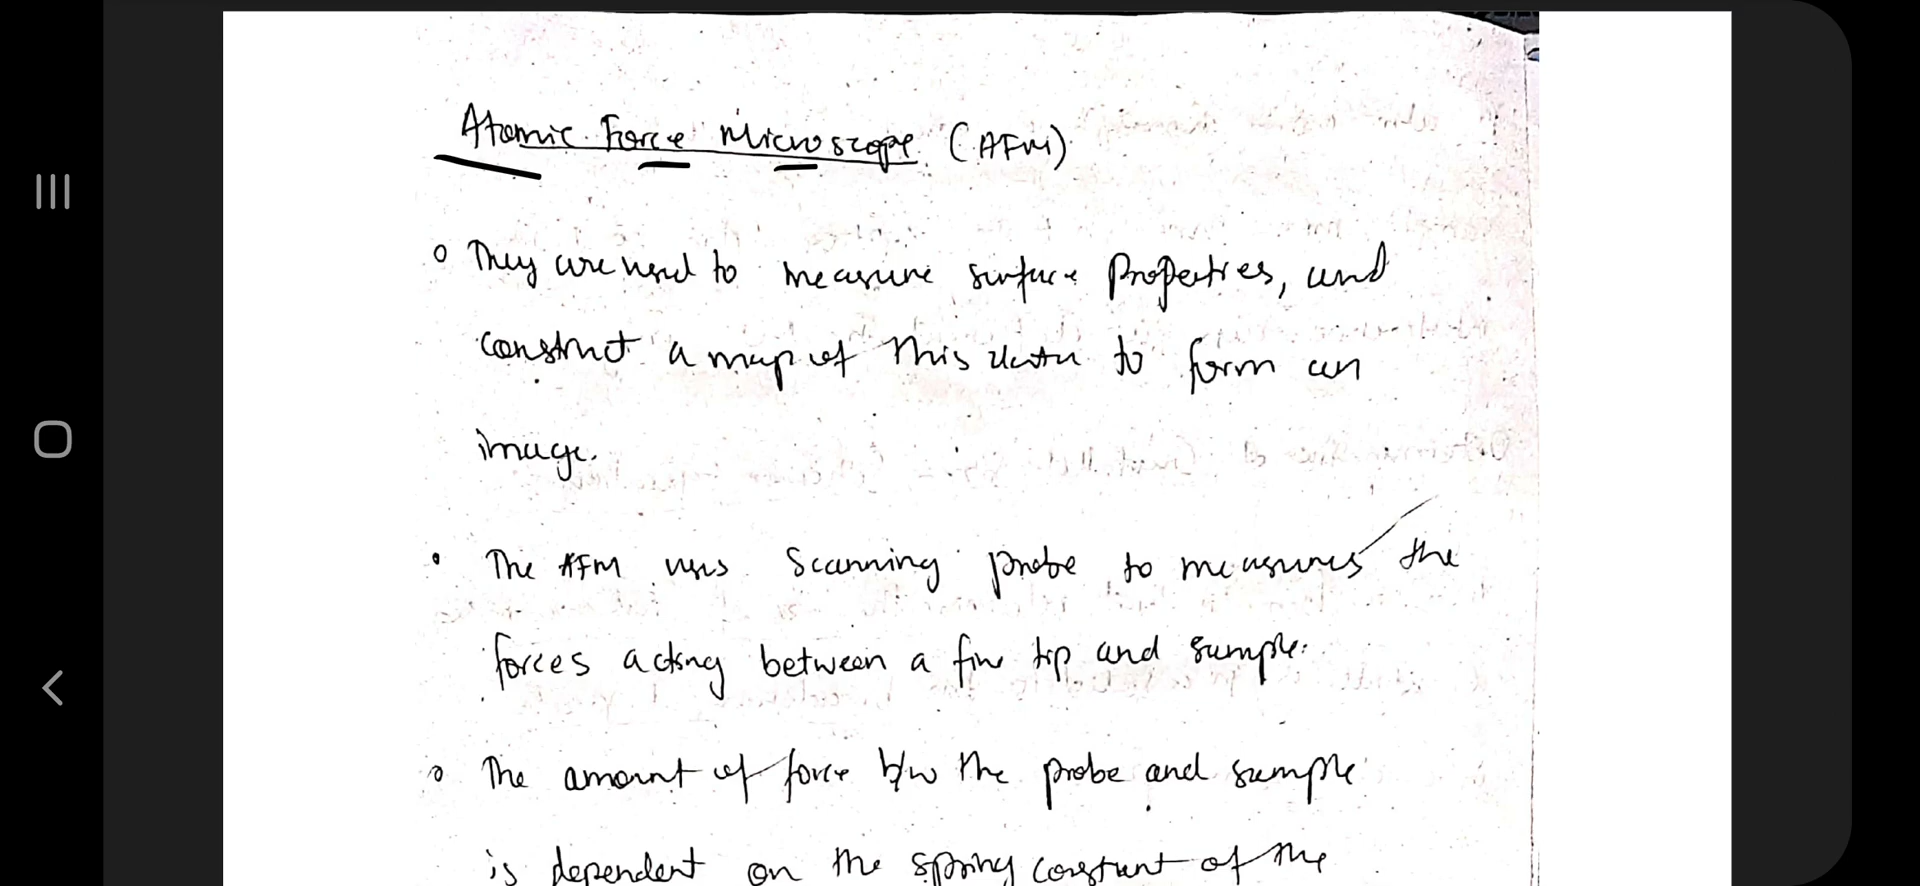 Atomic Force Microscope (AFM)
They are used to measure surface properties, and
construct a map of this data to form an
image.
The AFM uses Scanning probe to measures the
forces acting between a fine tip and sample.
The amount of force b/w the probe and sample
is dependent on the spring constant of the